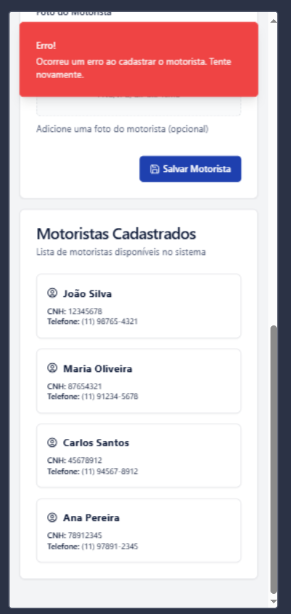 Foto do Motorista
Erro!
Ocorreu um erro ao cadastrar o motorista. Tente
novamente.
Adicione uma foto do motorista (opcional)
Salvar Motorista
Motoristas Cadastrados
Lista de motoristas disponíveis no sistema
João Silva
CNH: 12345678
Telefone: (11) 98765-4321
Maria Oliveira
CNH: 87654321
Telefone: (11) 91234-5678
Carlos Santos
CNH: 45678912
Telefone: (11) 94567-8912
Ana Pereira
CNH: 78912345
Telefone: (11) 97891-2345